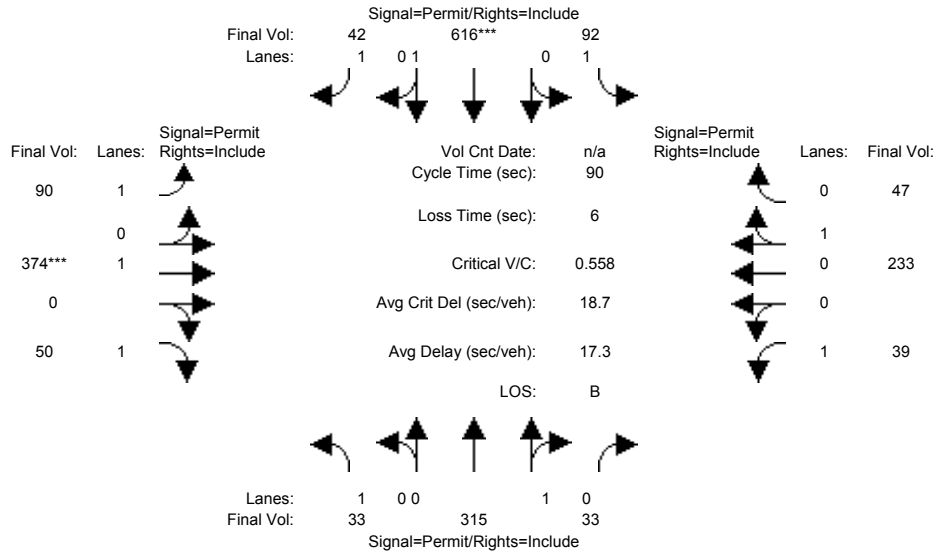 Signal=Permit/Rights=Include
Final Vol: 42 616*** 92
Lanes: 1 0 1 0 1
Signal=Permit
Final Vol: Lanes: Rights=Include
Vol Cnt Date: n/a
Signal=Permit
Rights=Include Lanes: Final Vol:
Cycle Time (sec): 90
90 1
0 47
Loss Time (sec): 6
0
1
374*** 1
Critical V/C: 0.558
0 233
0
Avg Crit Del (sec/veh): 18.7
0
50 1
Avg Delay (sec/veh): 17.3
1 39
LOS: B
Lanes: 1 0 0 1 0
Final Vol: 33 315 33
Signal=Permit/Rights=Include